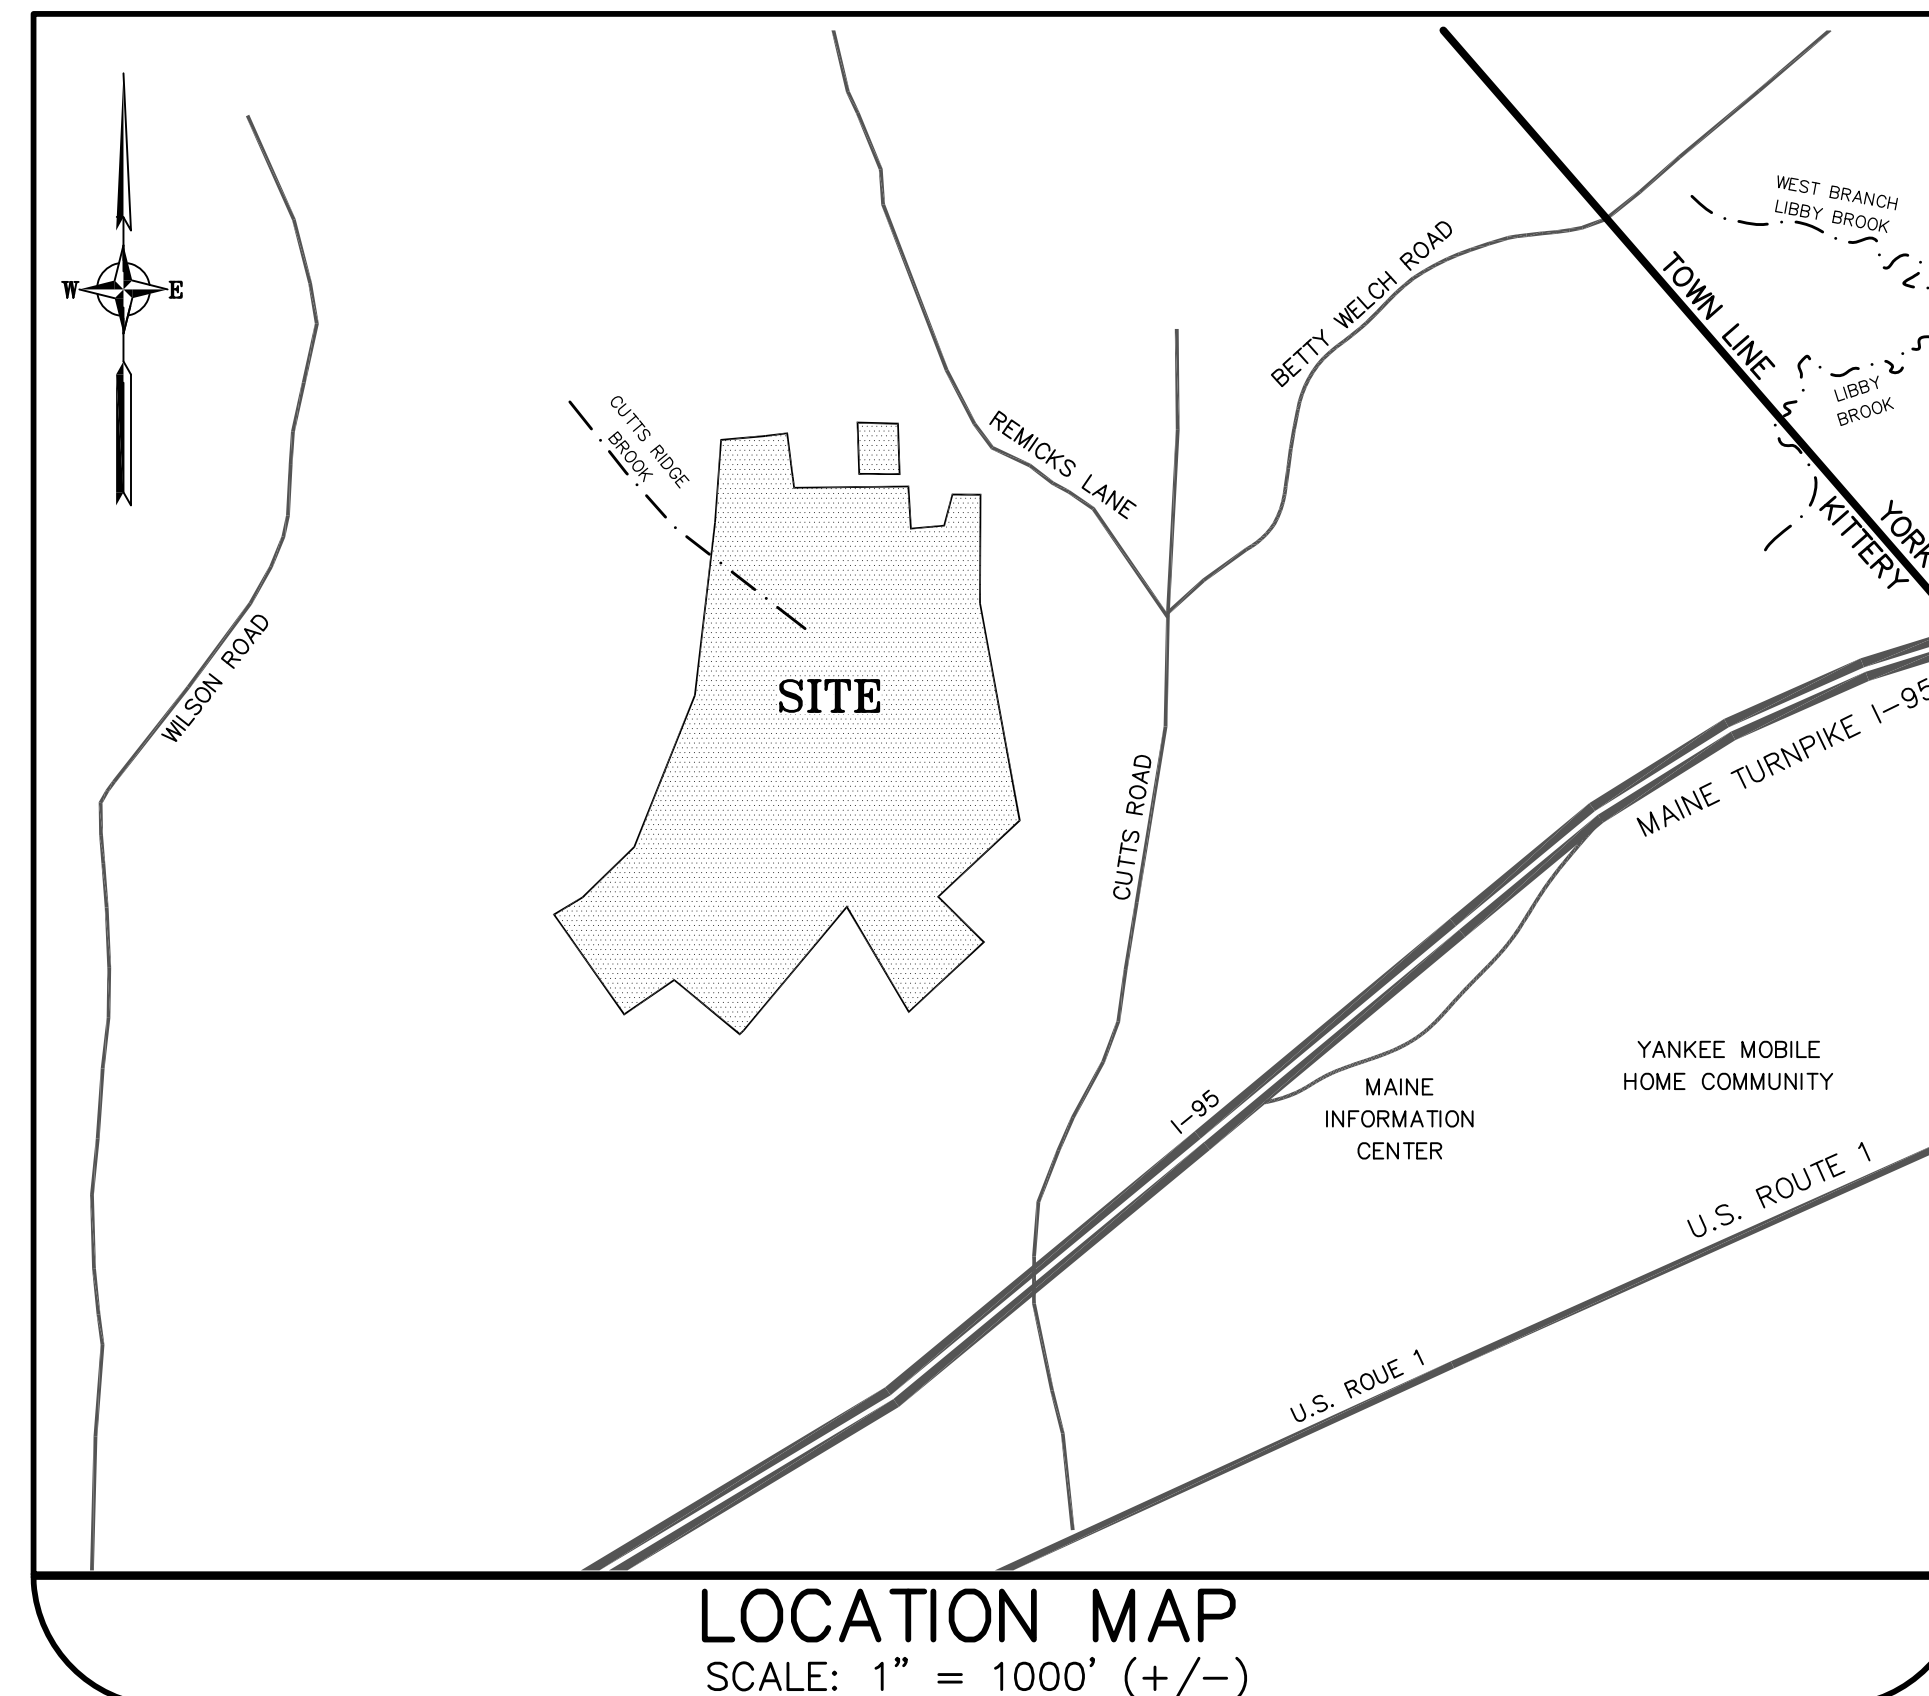 WEST BRANCH
LIBBY BROOK
W
E
BETTY WELCH ROAD
TOWN LINE
LIBBY
BROOK
CUTTS RIDGE
BROOK
REMICKS LANE
YORK
KITTERY
WILSON ROAD
SITE
MAINE TURNPIKE I-95
CUTTS ROAD
YANKEE MOBILE
HOME COMMUNITY
MAINE
INFORMATION
CENTER
I-95
U.S. ROUTE 1
U.S. ROUE 1
LOCATION MAP
SCALE: 1" = 1000' (+/-)